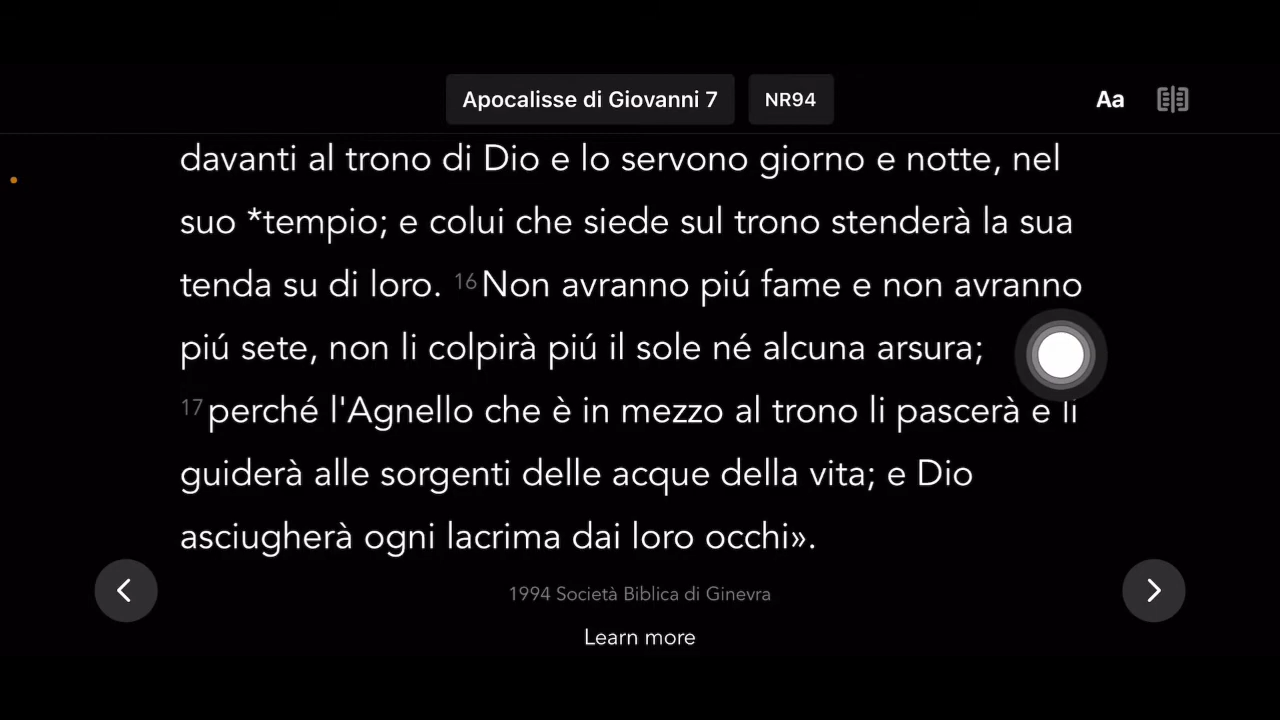 Apocalisse di Giovanni 7 NR94 Aa
davanti al trono di Dio e lo servono giorno e notte, nel
suo *tempio; e colui che siede sul trono stenderà la sua
tenda su di loro. 16 Non avranno piú fame e non avranno
piú sete, non li colpirà piú il sole né alcuna arsura;
17 perché l'Agnello che è in mezzo al trono li pascerà e li
guiderà alle sorgenti delle acque della vita; e Dio
asciugherà ogni lacrima dai loro occhi».
1994 Società Biblica di Ginevra
Learn more